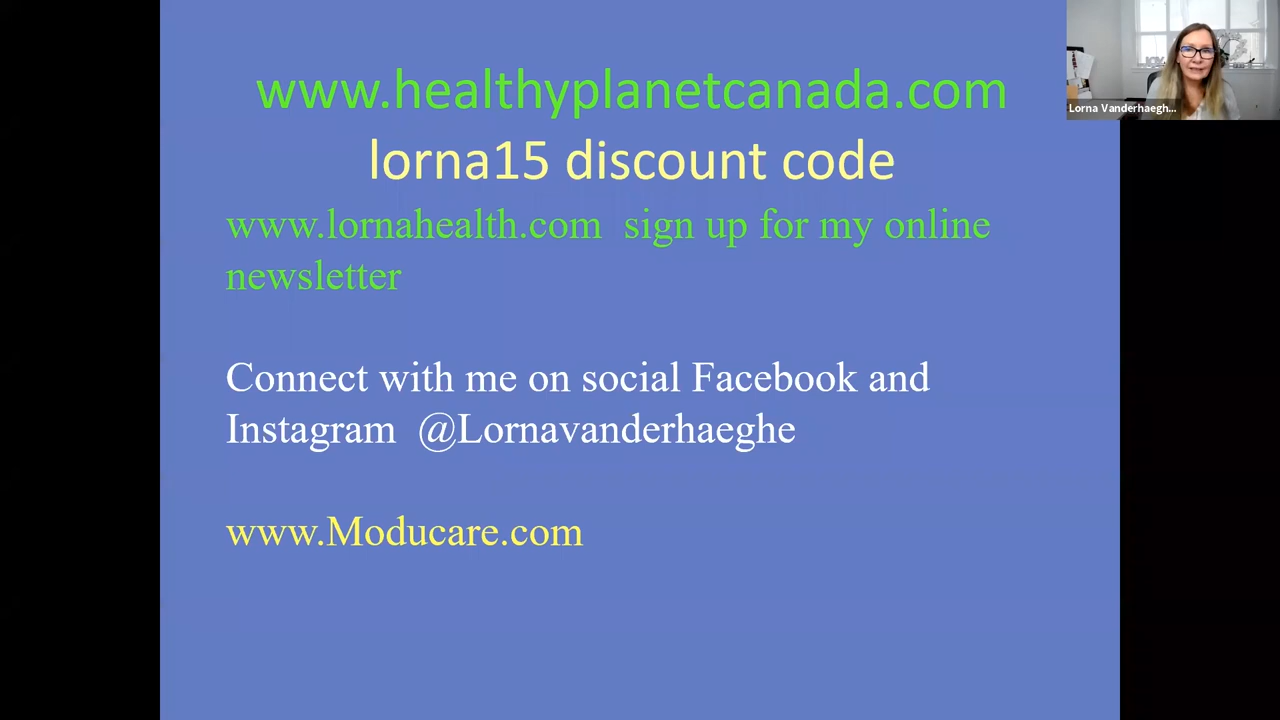 www.healthyplanetcanada.com
lorna15 discount code
www.lornahealth.com sign up for my online
newsletter
Connect with me on social Facebook and
Instagram @Lornavanderhaeghe
www.Moducare.com
Lorna Vanderhaegh...